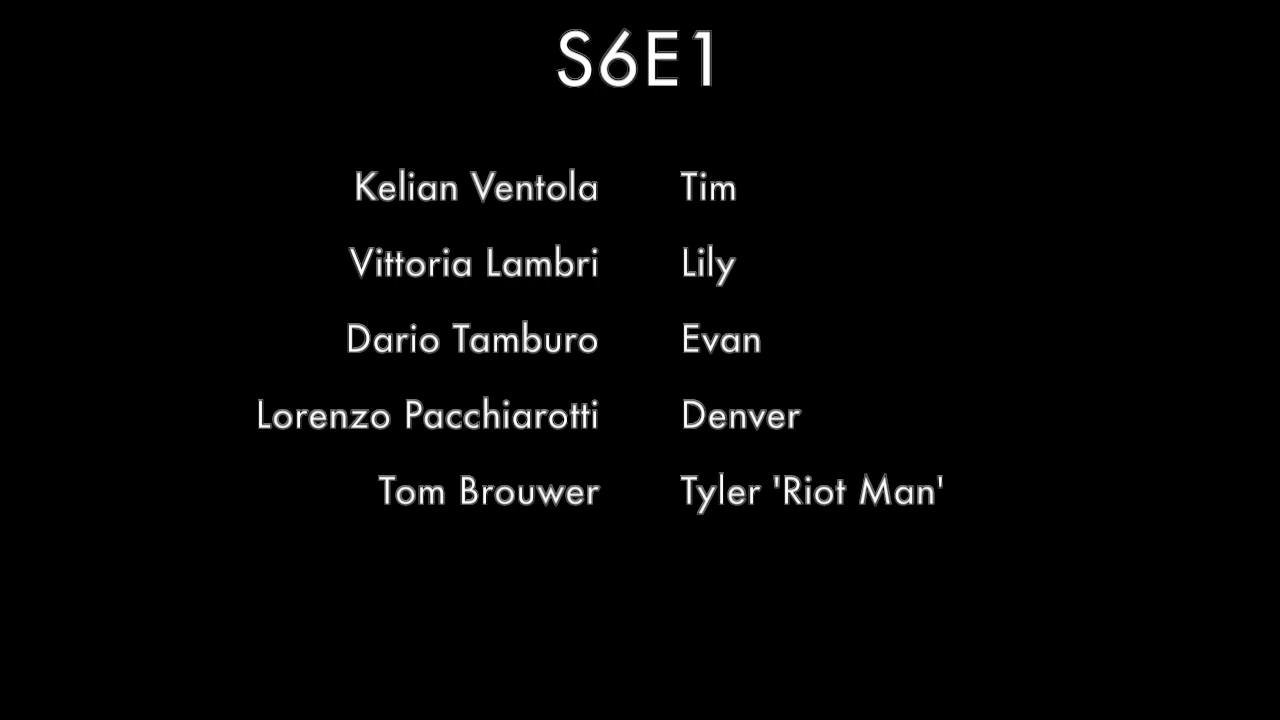 S6E1
Kelian Ventola Tim
Vittoria Lambri Lily
Dario Tamburo Evan
Lorenzo Pacchiarotti Denver
Tom Brouwer Tyler 'Riot Man'